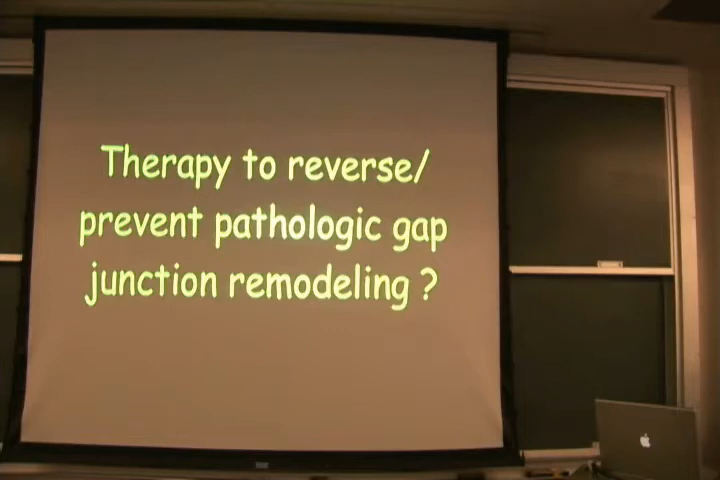 Therapy to reverse/
prevent pathologic gap
junction remodeling ?